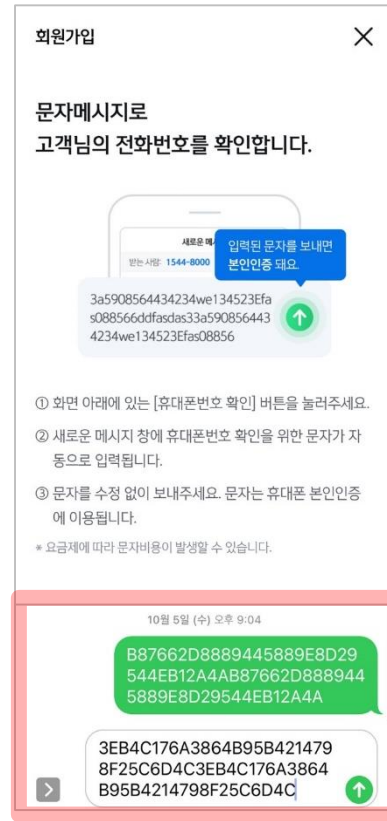 회원가입
문자메시지로
고객님의 전화번호를 확인합니다.
새로운 메
받는 사람: 1544-8000
입력된 문자를 보내면
본인인증 돼요.
3a5908564434234we134523Efa
s088566ddfasdas33a590856443
4234we134523Efas08856
① 화면 아래에 있는 [휴대폰번호 확인] 버튼을 눌러주세요.
② 새로운 메시지 창에 휴대폰번호 확인을 위한 문자가 자
동으로 입력됩니다.
③ 문자를 수정 없이 보내주세요. 문자는 휴대폰 본인인증
에 이용됩니다.
* 요금제에 따라 문자비용이 발생할 수 있습니다.
10월 5일 (수) 오후 9:04
B87662D8889445889E8D29
544EB12A4AB87662D888944
5889E8D29544EB12A4A
3EB4C176A3864B95B421479
8F25C6D4C3EB4C176A3864
B95B4214798F25C6D4C